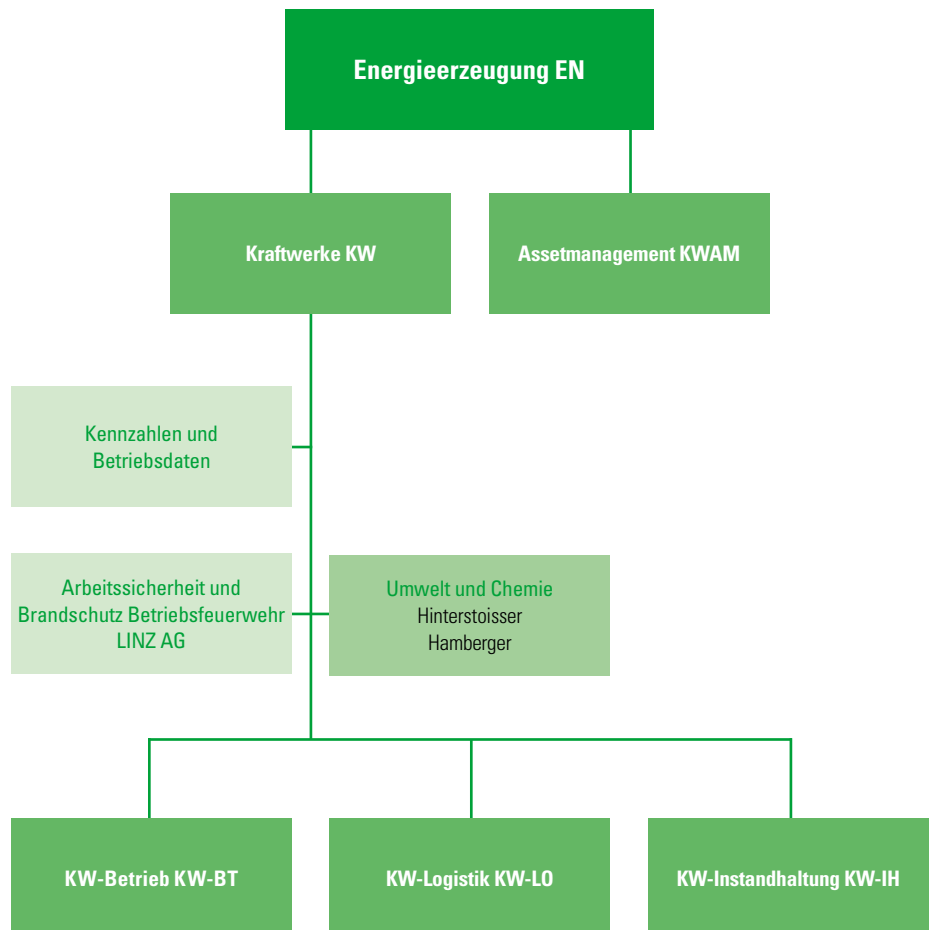 Energieerzeugung EN
Kraftwerke KW
Assetmanagement KWAM
Kennzahlen und
Betriebsdaten
Arbeitssicherheit und
Brandschutz Betriebsfeuerwehr
LINZ AG
Umwelt und Chemie
Hinterstoisser
Hamberger
KW-Betrieb KW-BT
KW-Logistik KW-LO
KW-Instandhaltung KW-IH